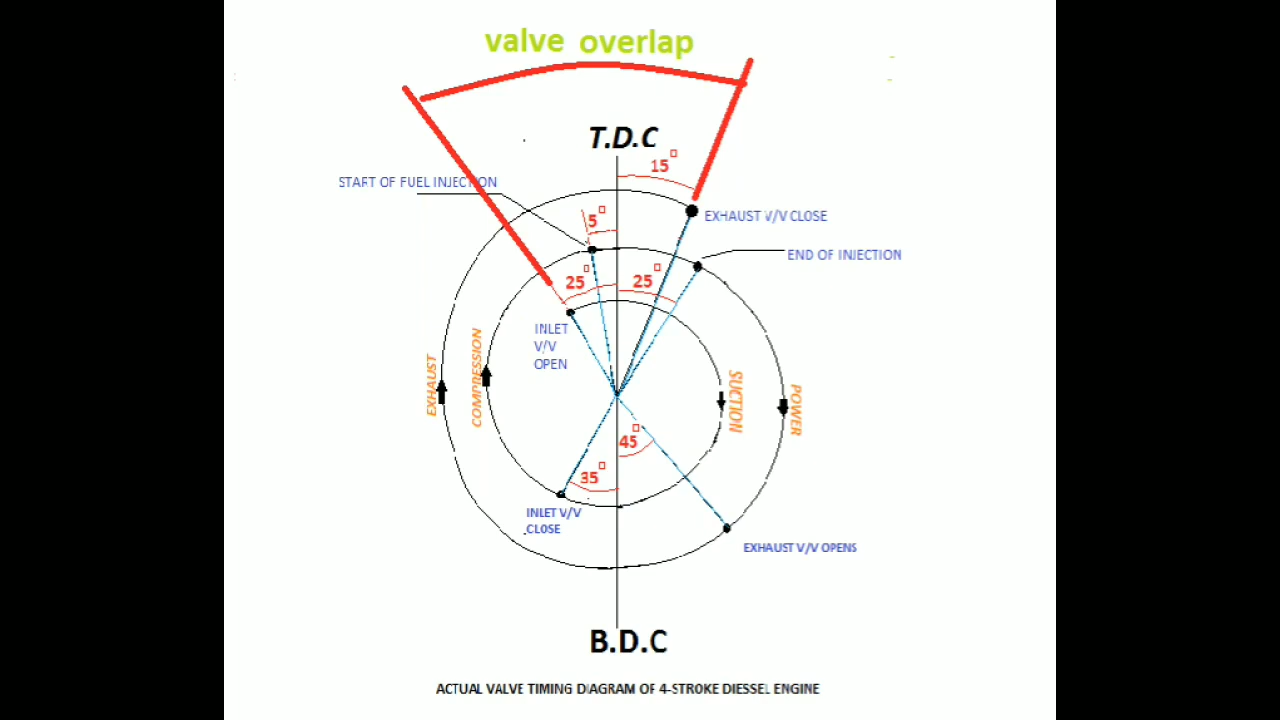 valve overlap
T.D.C
15°
START OF FUEL INJECTION
5°
EXHAUST V/V CLOSE
END OF INJECTION
25°
25°
INLET
V/V
OPEN
EXHAUST
COMPRESSION
SUCTION
POWER
45°
35°
INLET V/V
CLOSE
EXHAUST V/V OPENS
B.D.C
ACTUAL VALVE TIMING DIAGRAM OF 4-STROKE DIESSEL ENGINE